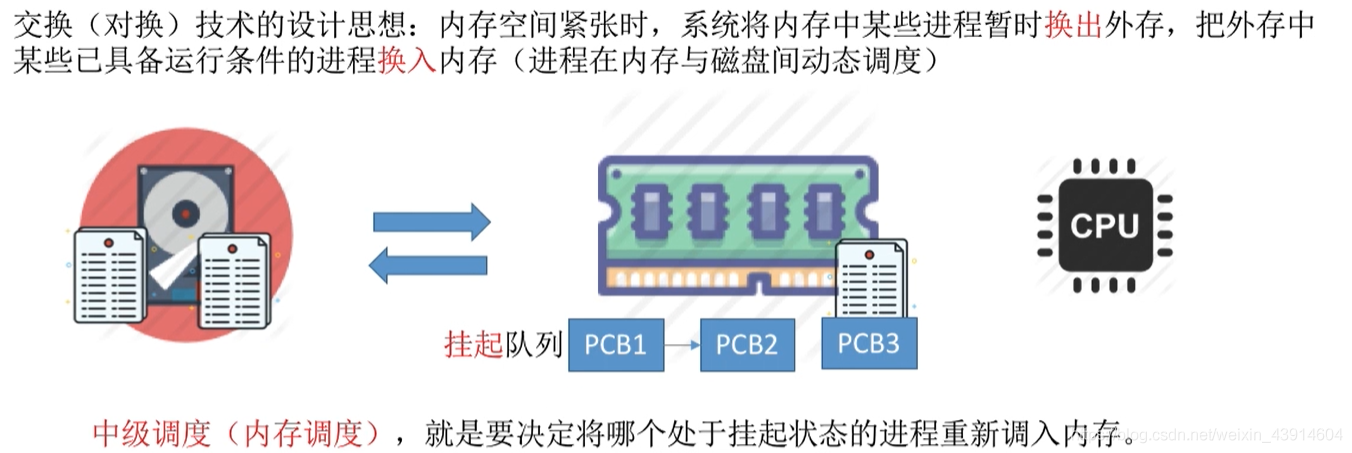 交换（对换）技术的设计思想：内存空间紧张时，系统将内存中某些进程暂时换出外存，把外存中
某些已具备运行条件的进程换入内存（进程在内存与磁盘间动态调度）
CPU
挂起队列 PCB1 PCB2 PCB3
中级调度（内存调度），就是要决定将哪个处于挂起状态的进程重新调入内存。
blog.csdn.net/weixin_43914604